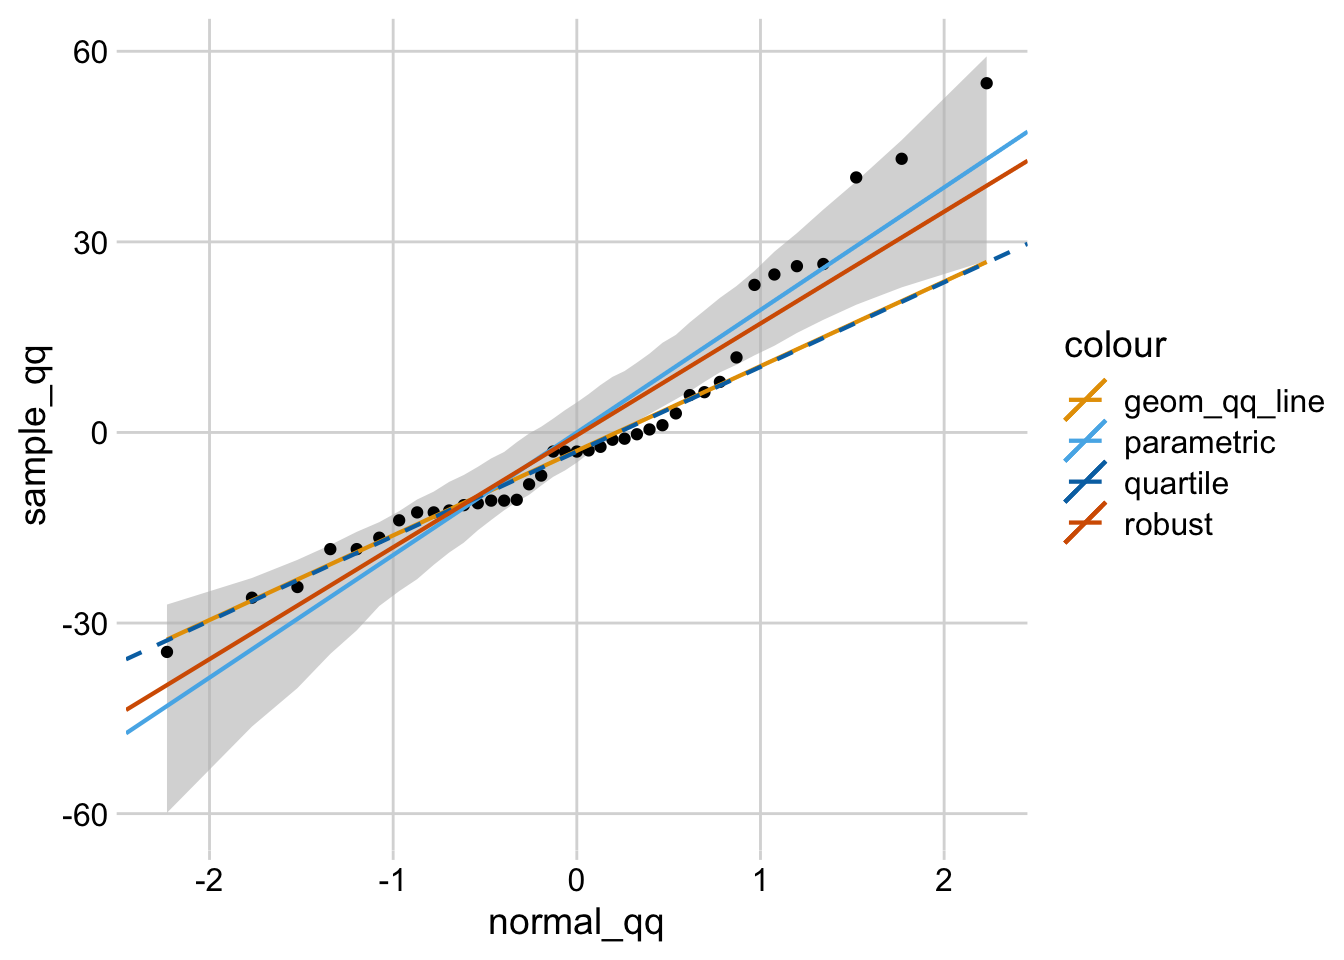 60
30
0
-30
-60
sample_qq
-2
-1
0
1
2
normal_qq
colour
geom_qq_line
parametric
quartile
robust